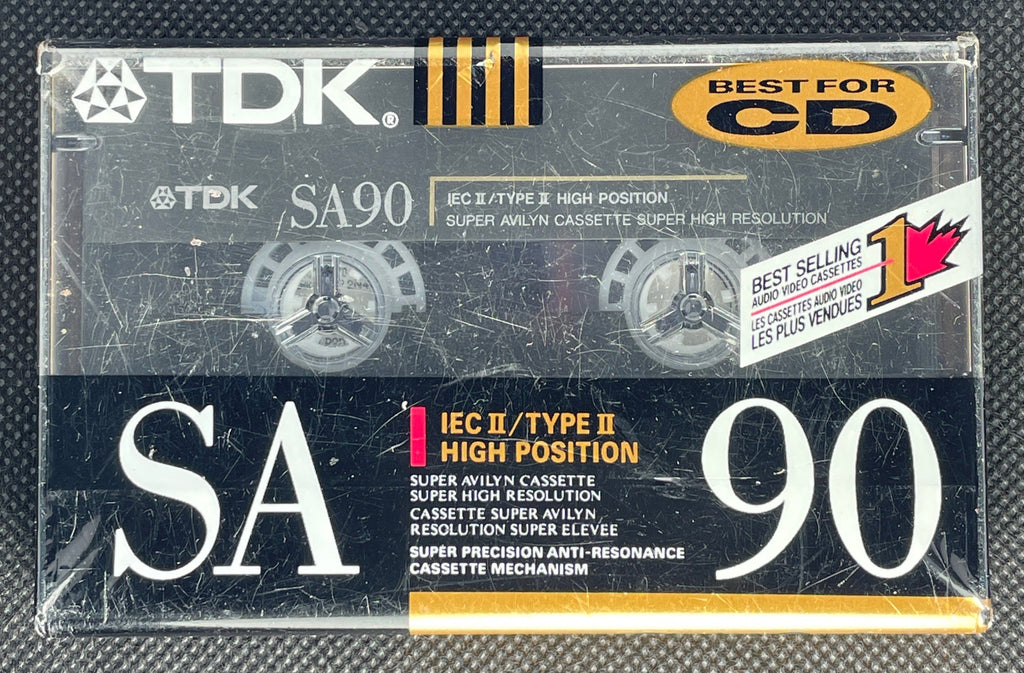 TDK®
BEST FOR
CD
TDK SA90
IEC II/TYPE II HIGH POSITION
SUPER AVILYN CASSETTE SUPER HIGH RESOLUTION
BEST SELLING
AUDIO VIDEO CASSETTES
LES CASSETTES AUDIO VIDEO
LES PLUS VENDUES
1
SA
IEC II/TYPE II
HIGH POSITION
SUPER AVILYN CASSETTE
SUPER HIGH RESOLUTION
CASSETTE SUPER AVILYN
RESOLUTION SUPER ELEVEE
SUPER PRECISION ANTI-RESONANCE
CASSETTE MECHANISM
90